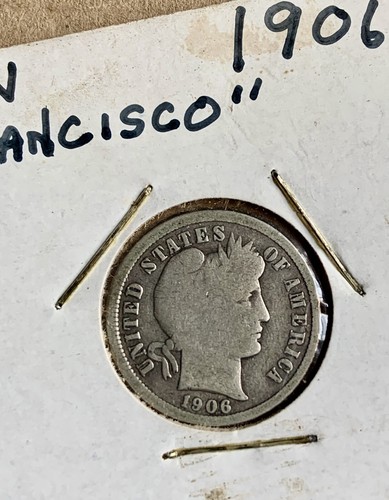 1906
N
ANCISCO"
UNITED STATES OF AMERICA
1906